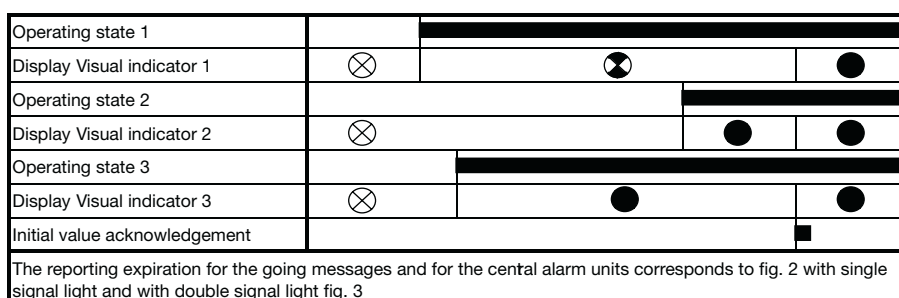 Operating state 1
Display Visual indicator 1
Operating state 2
Display Visual indicator 2
Operating state 3
Display Visual indicator 3
Initial value acknowledgement
The reporting expiration for the going messages and for the central alarm units corresponds to fig. 2 with single
signal light and with double signal light fig. 3